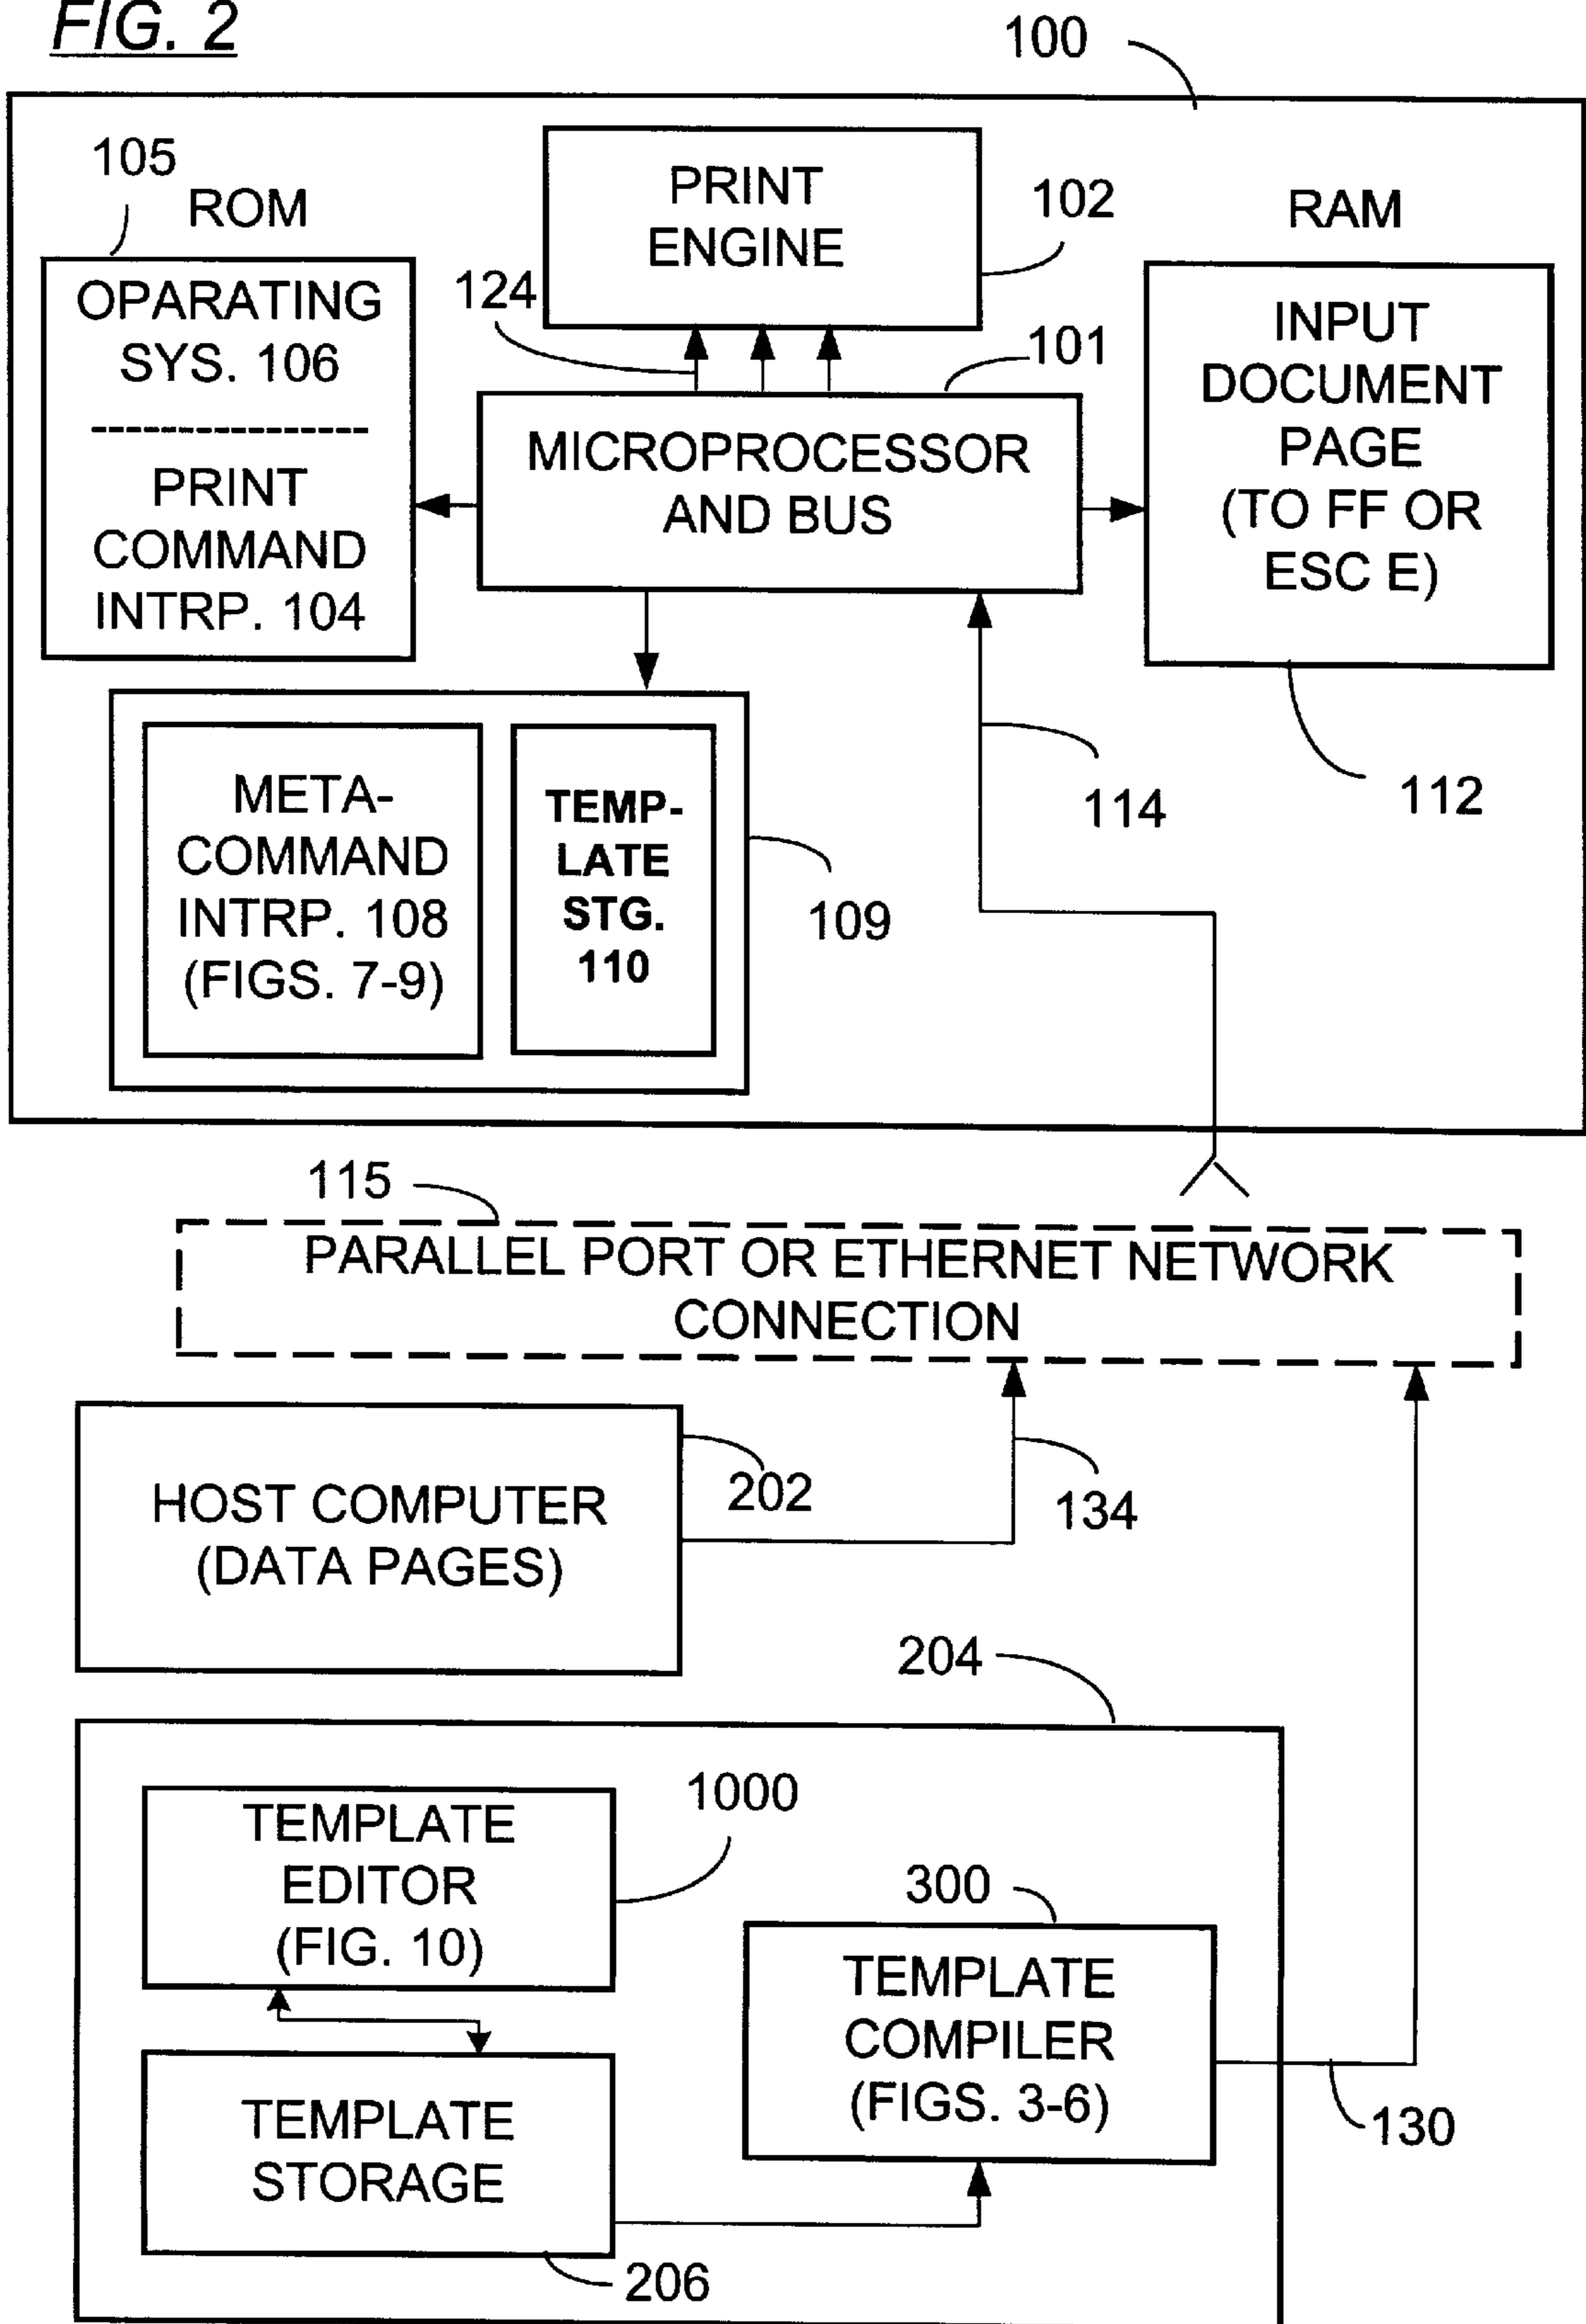 FIG. 2
100
105
ROM
PRINT
ENGINE
102
RAM
124
OPARATING
SYS. 106
PRINT
COMMAND
INTRP. 104
101
MICROPROCESSOR
AND BUS
INPUT
DOCUMENT
PAGE
(TO FF OR
ESC E)
114
112
META-
COMMAND
INTRP. 108
(FIGS. 7-9)
TEMP-
LATE
STG.
110
109
115
PARALLEL PORT OR ETHERNET NETWORK
CONNECTION
HOST COMPUTER
(DATA PAGES)
202
134
204
TEMPLATE
EDITOR
(FIG. 10)
1000
300
TEMPLATE
COMPILER
(FIGS. 3-6)
130
TEMPLATE
STORAGE
206